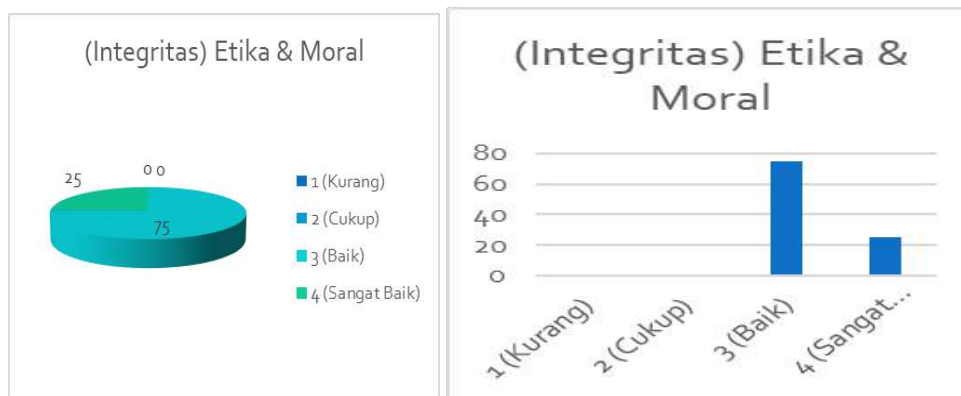 (Integritas) Etika & Moral
0 0
25
75
1 (Kurang)
2 (Cukup)
3 (Baik)
4 (Sangat Baik)
(Integritas) Etika &
Moral
80
60
40
20
0
1 (Kurang)
2 (Cukup)
3 (Baik)
4 (Sangat...